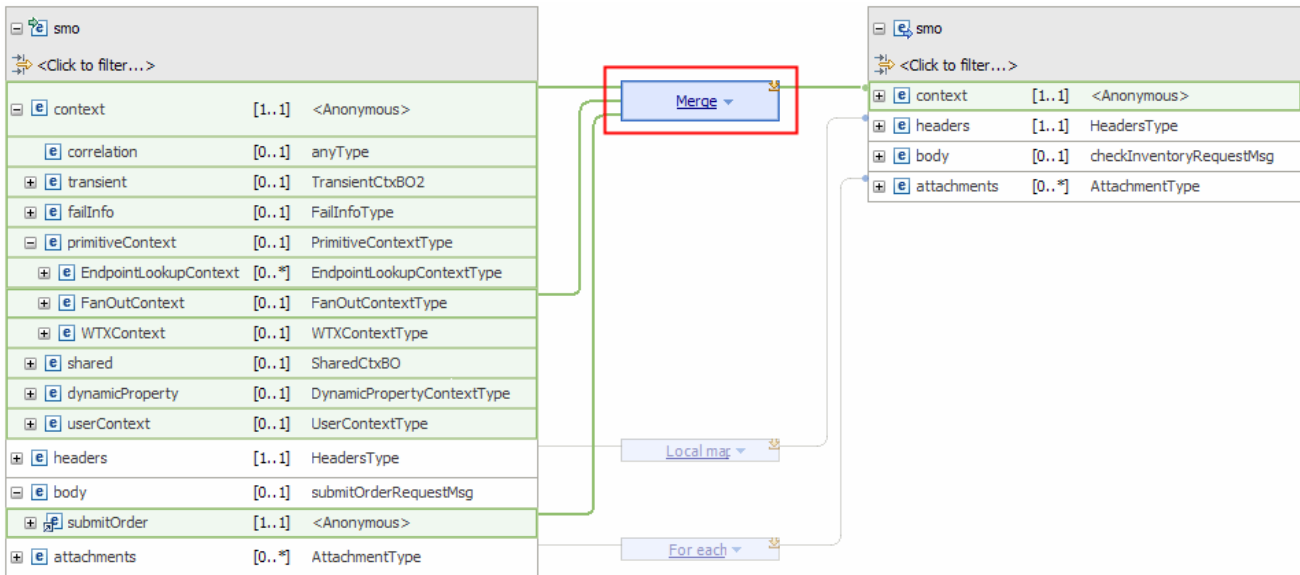 smo
<Click to filter...>
context [1..1] <Anonymous>
correlation [0..1] anyType
transient [0..1] TransientCtxBO2
failInfo [0..1] FailInfoType
primitiveContext [0..1] PrimitiveContextType
EndpointLookupContext [0..*] EndpointLookupContextType
FanOutContext [0..1] FanOutContextType
WTXContext [0..1] WTXContextType
shared [0..1] SharedCtxBO
dynamicProperty [0..1] DynamicPropertyContextType
userContext [0..1] UserContextType
headers [1..1] HeadersType
body [0..1] submitOrderRequestMsg
submitOrder [1..1] <Anonymous>
attachments [0..*] AttachmentType
Merge
Local map
For each
smo
<Click to filter...>
context [1..1] <Anonymous>
headers [1..1] HeadersType
body [0..1] checkInventoryRequestMsg
attachments [0..*] AttachmentType